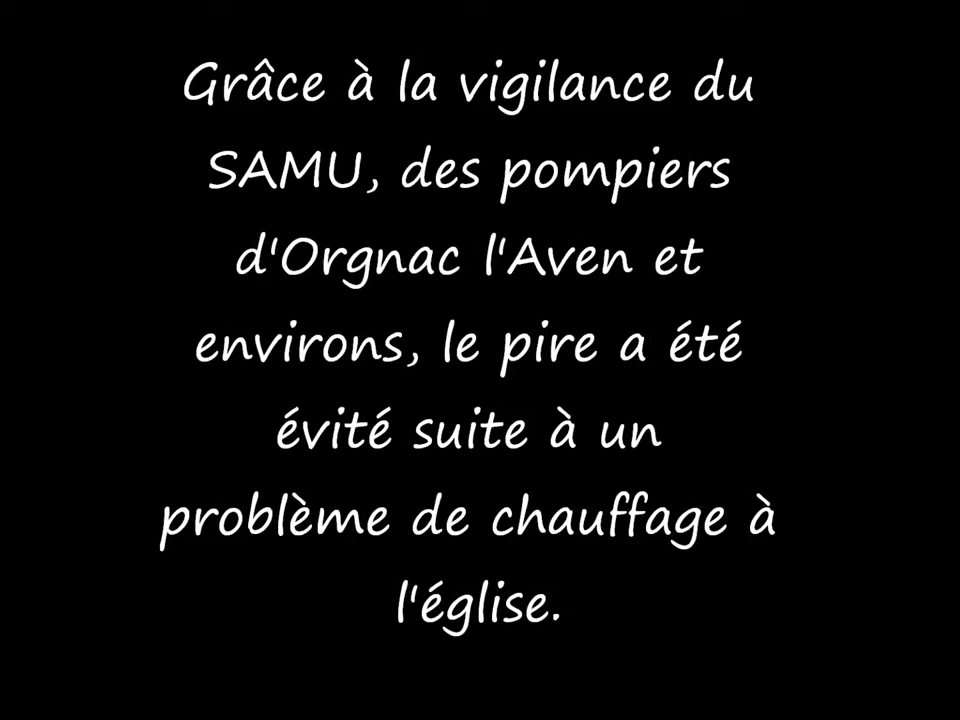 Grâce à la vigilance du
SAMU, des pompiers
d'Orgnac l'Aven et
environs, le pire a été
évité suite à un
problème de chauffage à
l'église.